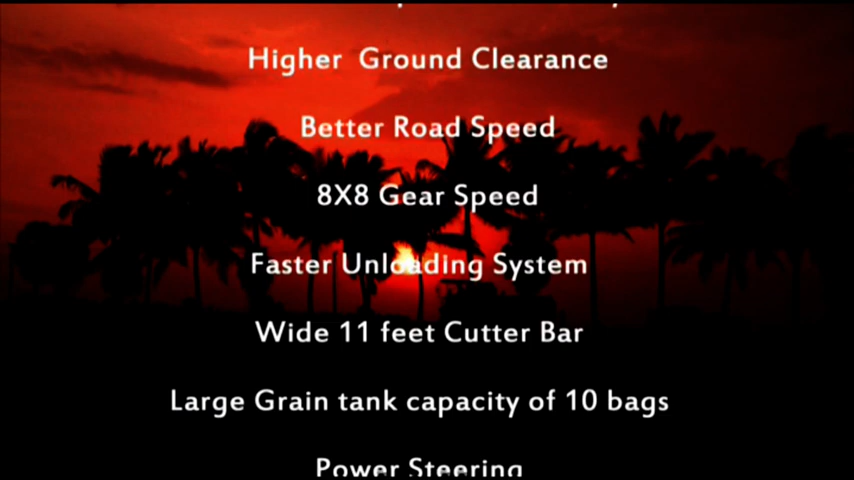 Higher Ground Clearance
Better Road Speed
8X8 Gear Speed
Faster Unloading System
Wide 11 feet Cutter Bar
Large Grain tank capacity of 10 bags
Power Steering